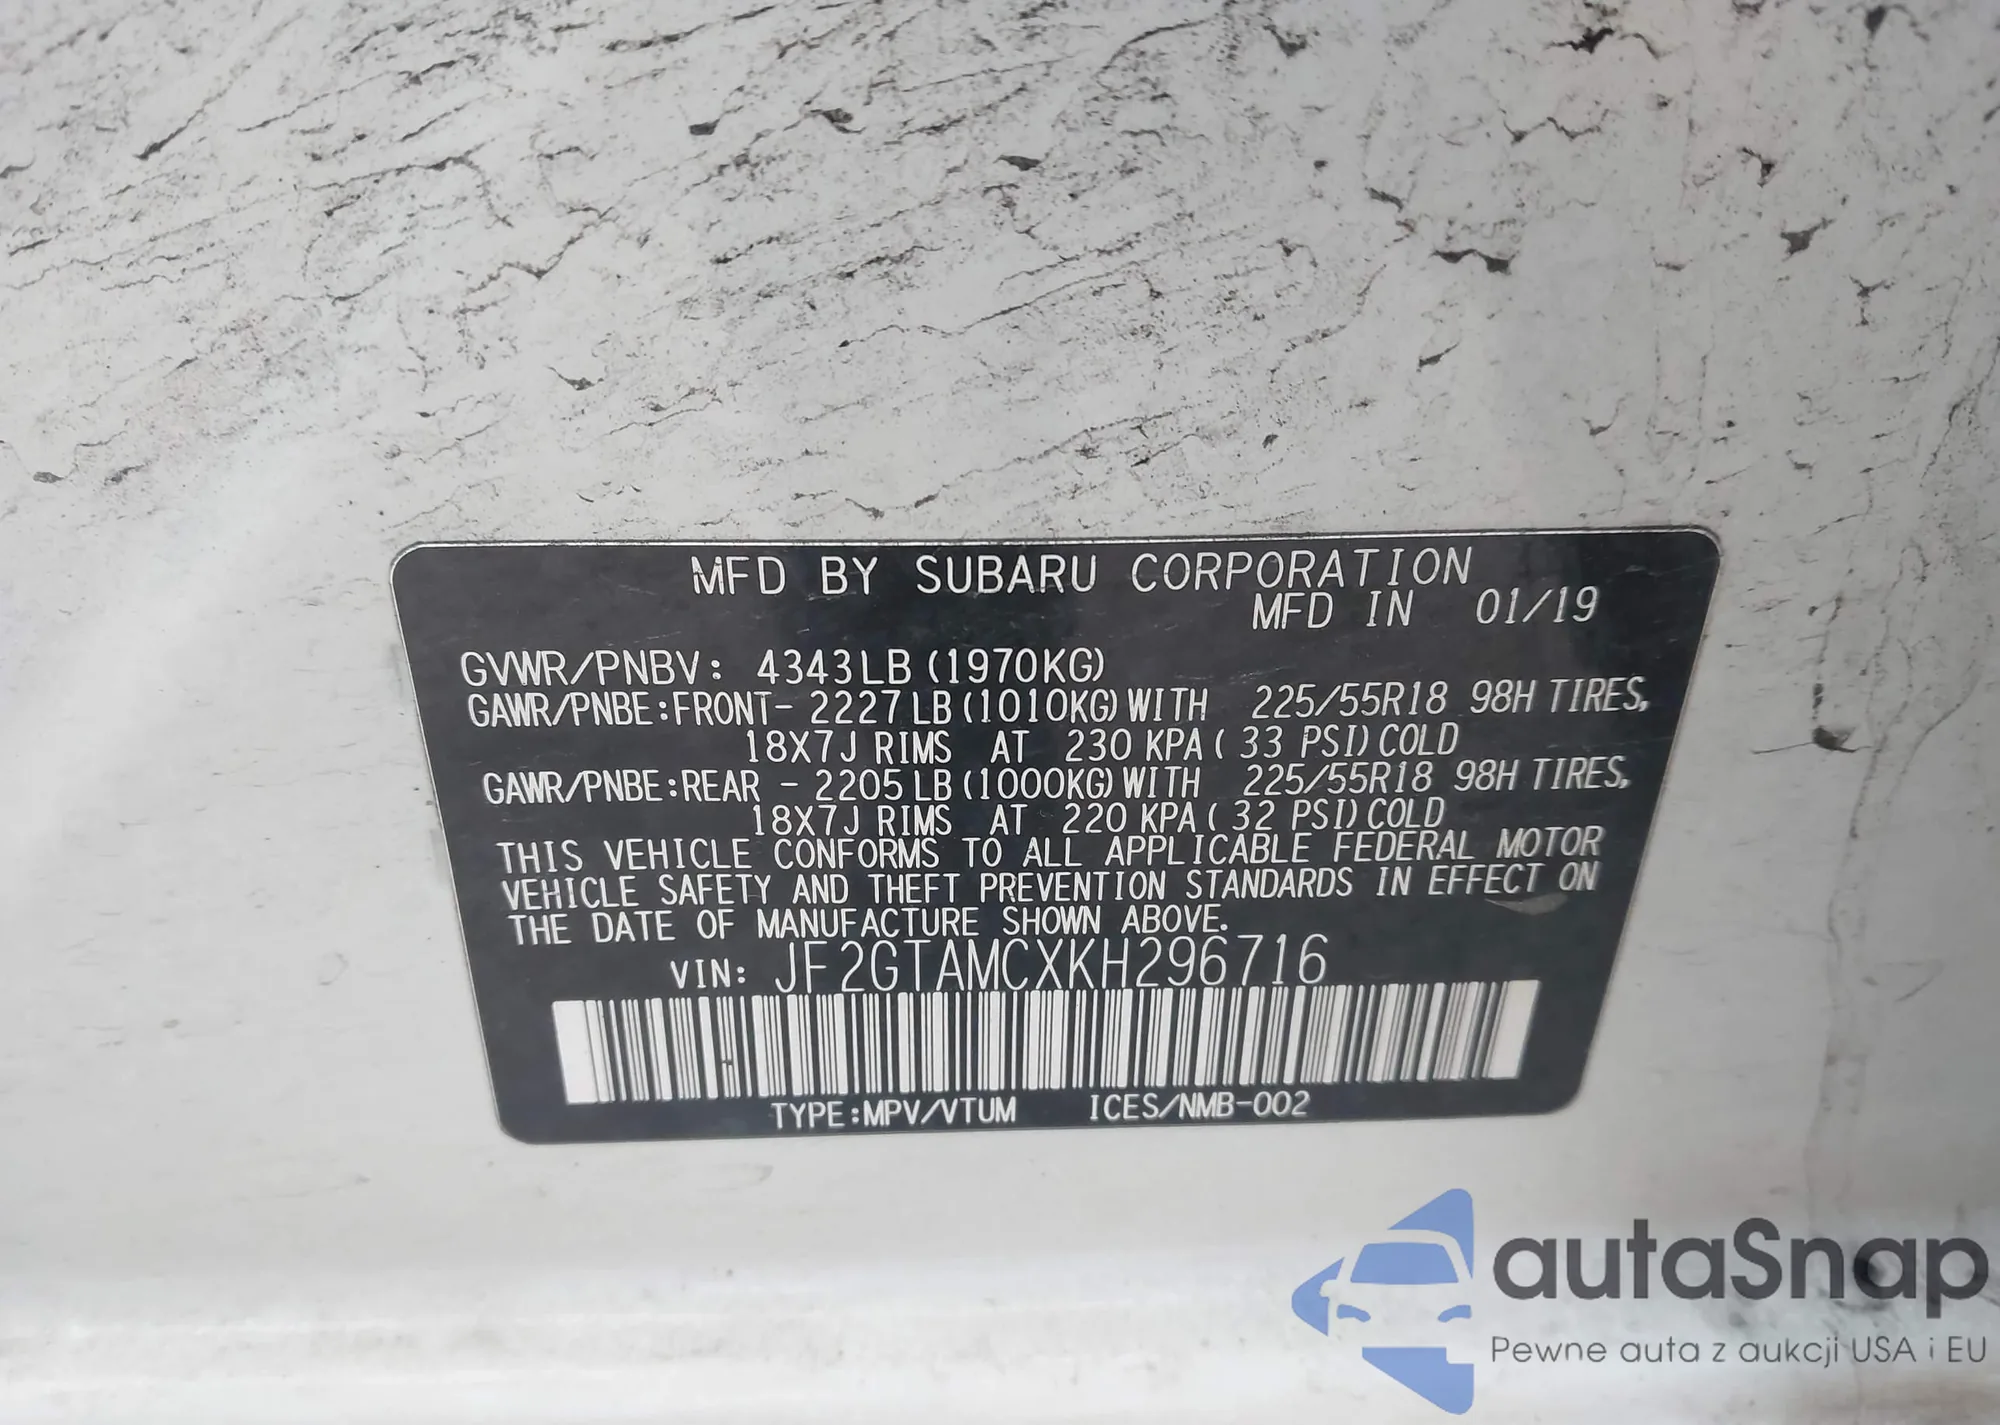 MFD BY SUBARU CORPORATION
MFD IN 01/19
GVWR/PNBV: 4343LB (1970KG)
GAWR/PNBE:FRONT- 2227LB (1010KG) WITH 225/55R18 98H TIRES,
18X7J RIMS AT 230 KPA ( 33 PSI) COLD
GAWR/PNBE:REAR - 2205LB (1000KG) WITH 225/55R18 98H TIRES,
18X7J RIMS AT 220 KPA ( 32 PSI) COLD
THIS VEHICLE CONFORMS TO ALL APPLICABLE FEDERAL MOTOR
VEHICLE SAFETY AND THEFT PREVENTION STANDARDS IN EFFECT ON
THE DATE OF MANUFACTURE SHOWN ABOVE.
VIN: JF2GTAMCXKH296716
TYPE:MPV/VTUM ICES/NMB-002
autaSnap
Pewne auta z aukcji USA i EU